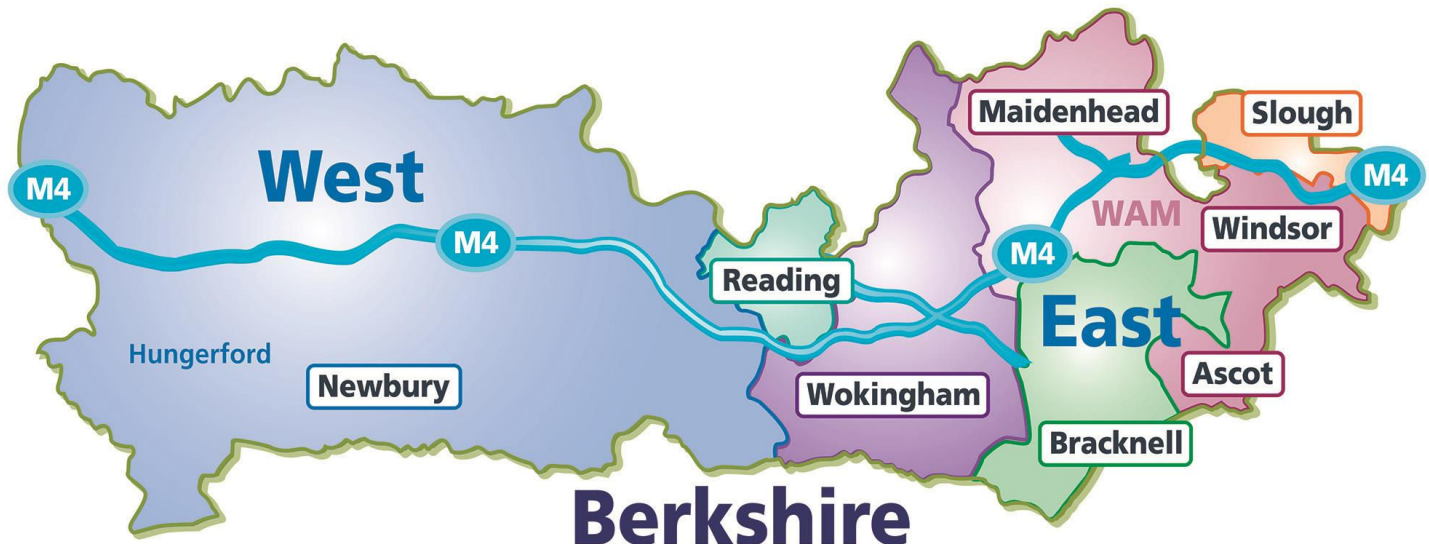 Maidenhead
Slough
West
M4
M4
WAM
Windsor
M4
M4
Reading
East
Hungerford
Newbury
Wokingham
Ascot
Bracknell
Berkshire